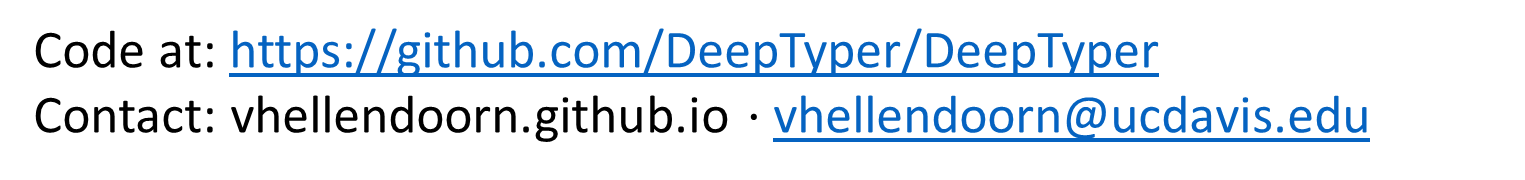 Code at: https://github.com/DeepTyper/DeepTyper
Contact: vhellendoorn.github.io · vhellendoorn@ucdavis.edu